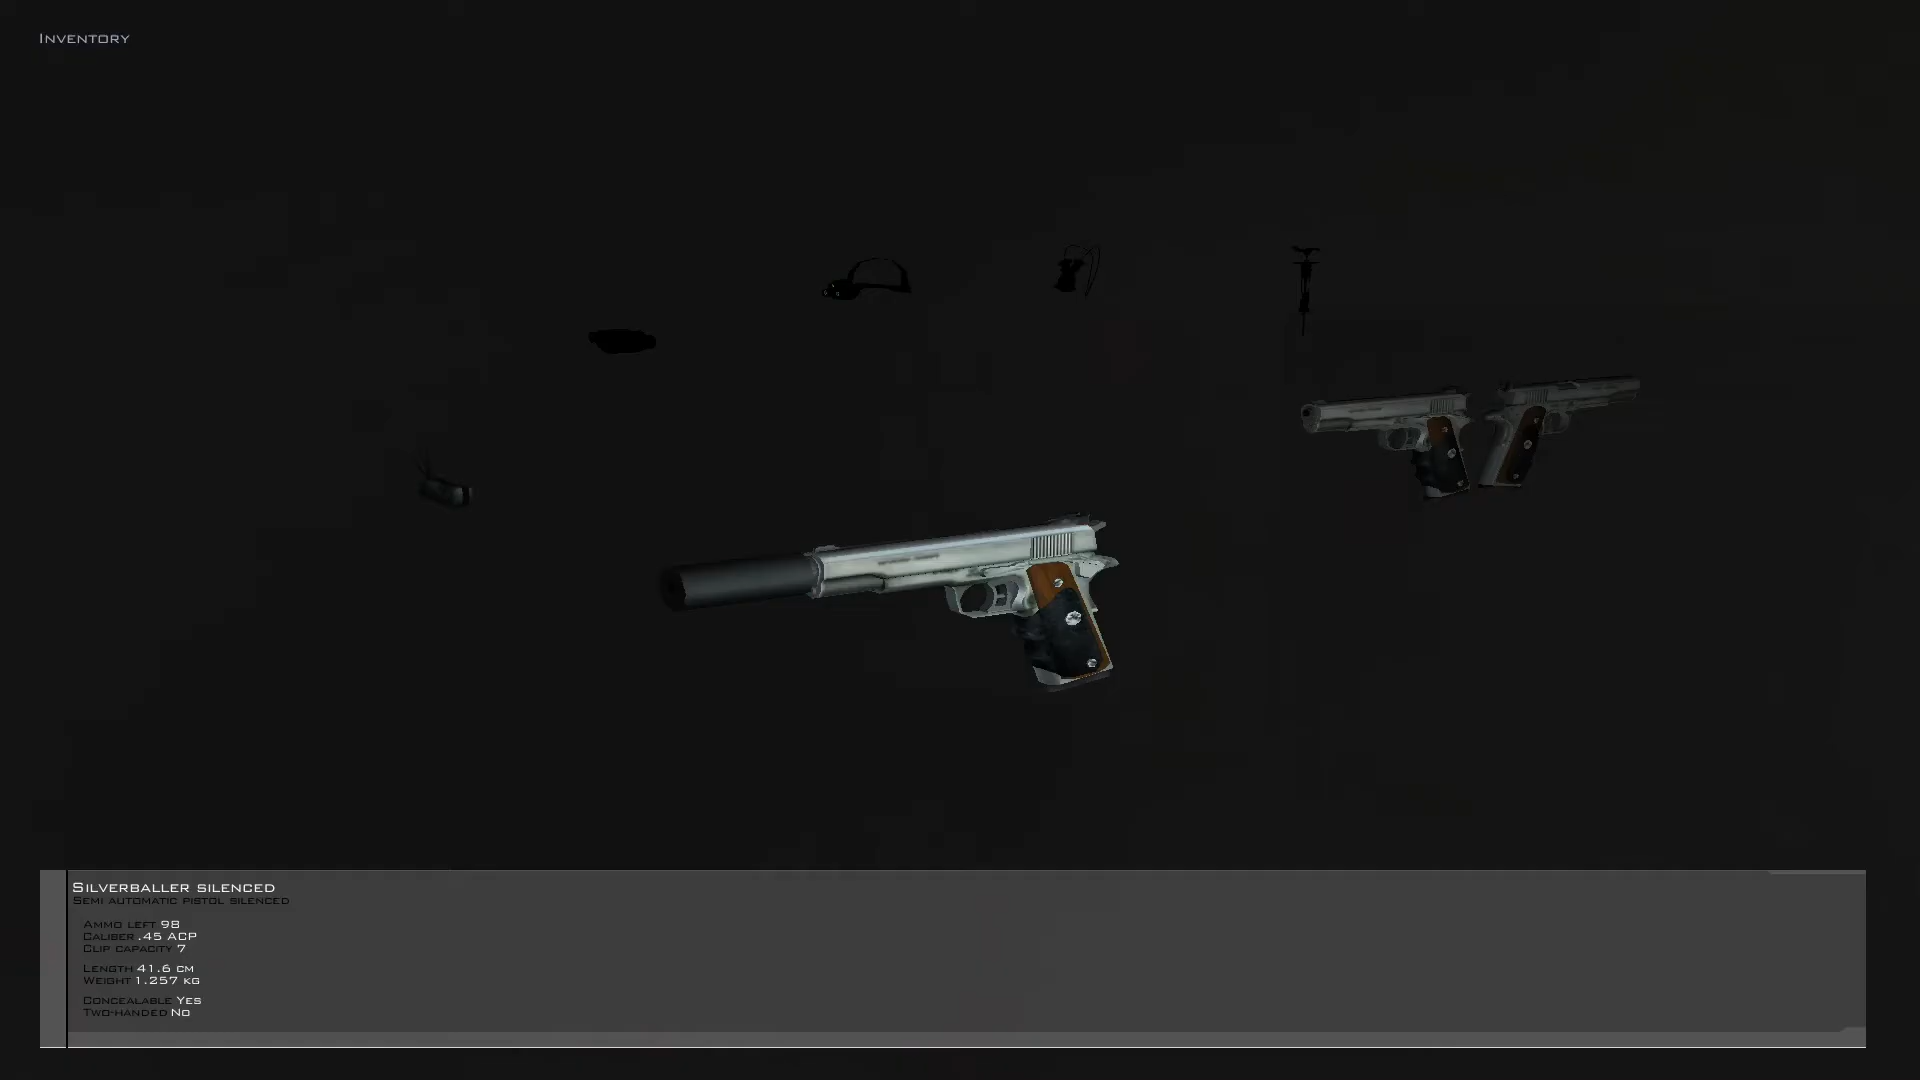 Inventory
Silverballer silenced
Semi automatic pistol silenced
Ammo left 98
Caliber .45 ACP
Clip capacity 7
Length 41.6 cm
Weight 1.257 kg
Concealable Yes
Two-handed No